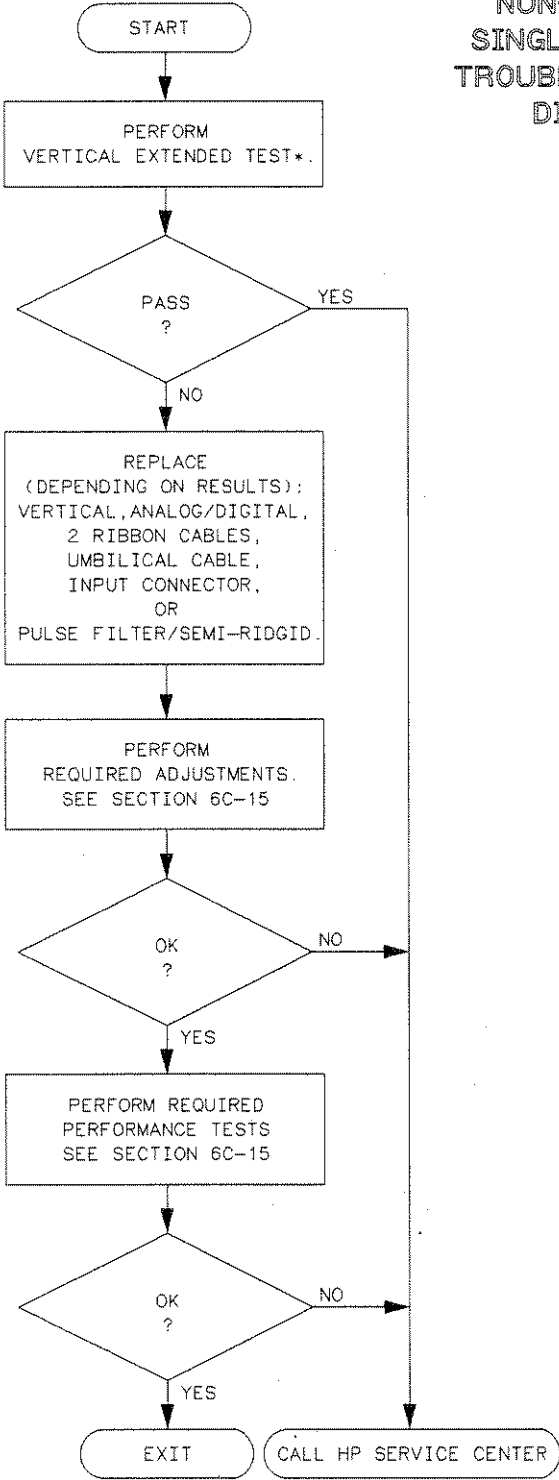 START
NON
SINGL
TROUB
DI
PERFORM
VERTICAL EXTENDED TEST*.
PASS
?
YES
NO
REPLACE
(DEPENDING ON RESULTS):
VERTICAL,ANALOG/DIGITAL,
2 RIBBON CABLES,
UMBILICAL CABLE,
INPUT CONNECTOR,
OR
PULSE FILTER/SEMI-RIDGID.
PERFORM
REQUIRED ADJUSTMENTS.
SEE SECTION 6C-15
OK
?
NO
YES
PERFORM REQUIRED
PERFORMANCE TESTS
SEE SECTION 6C-15
OK
?
NO
YES
EXIT
CALL HP SERVICE CENTER